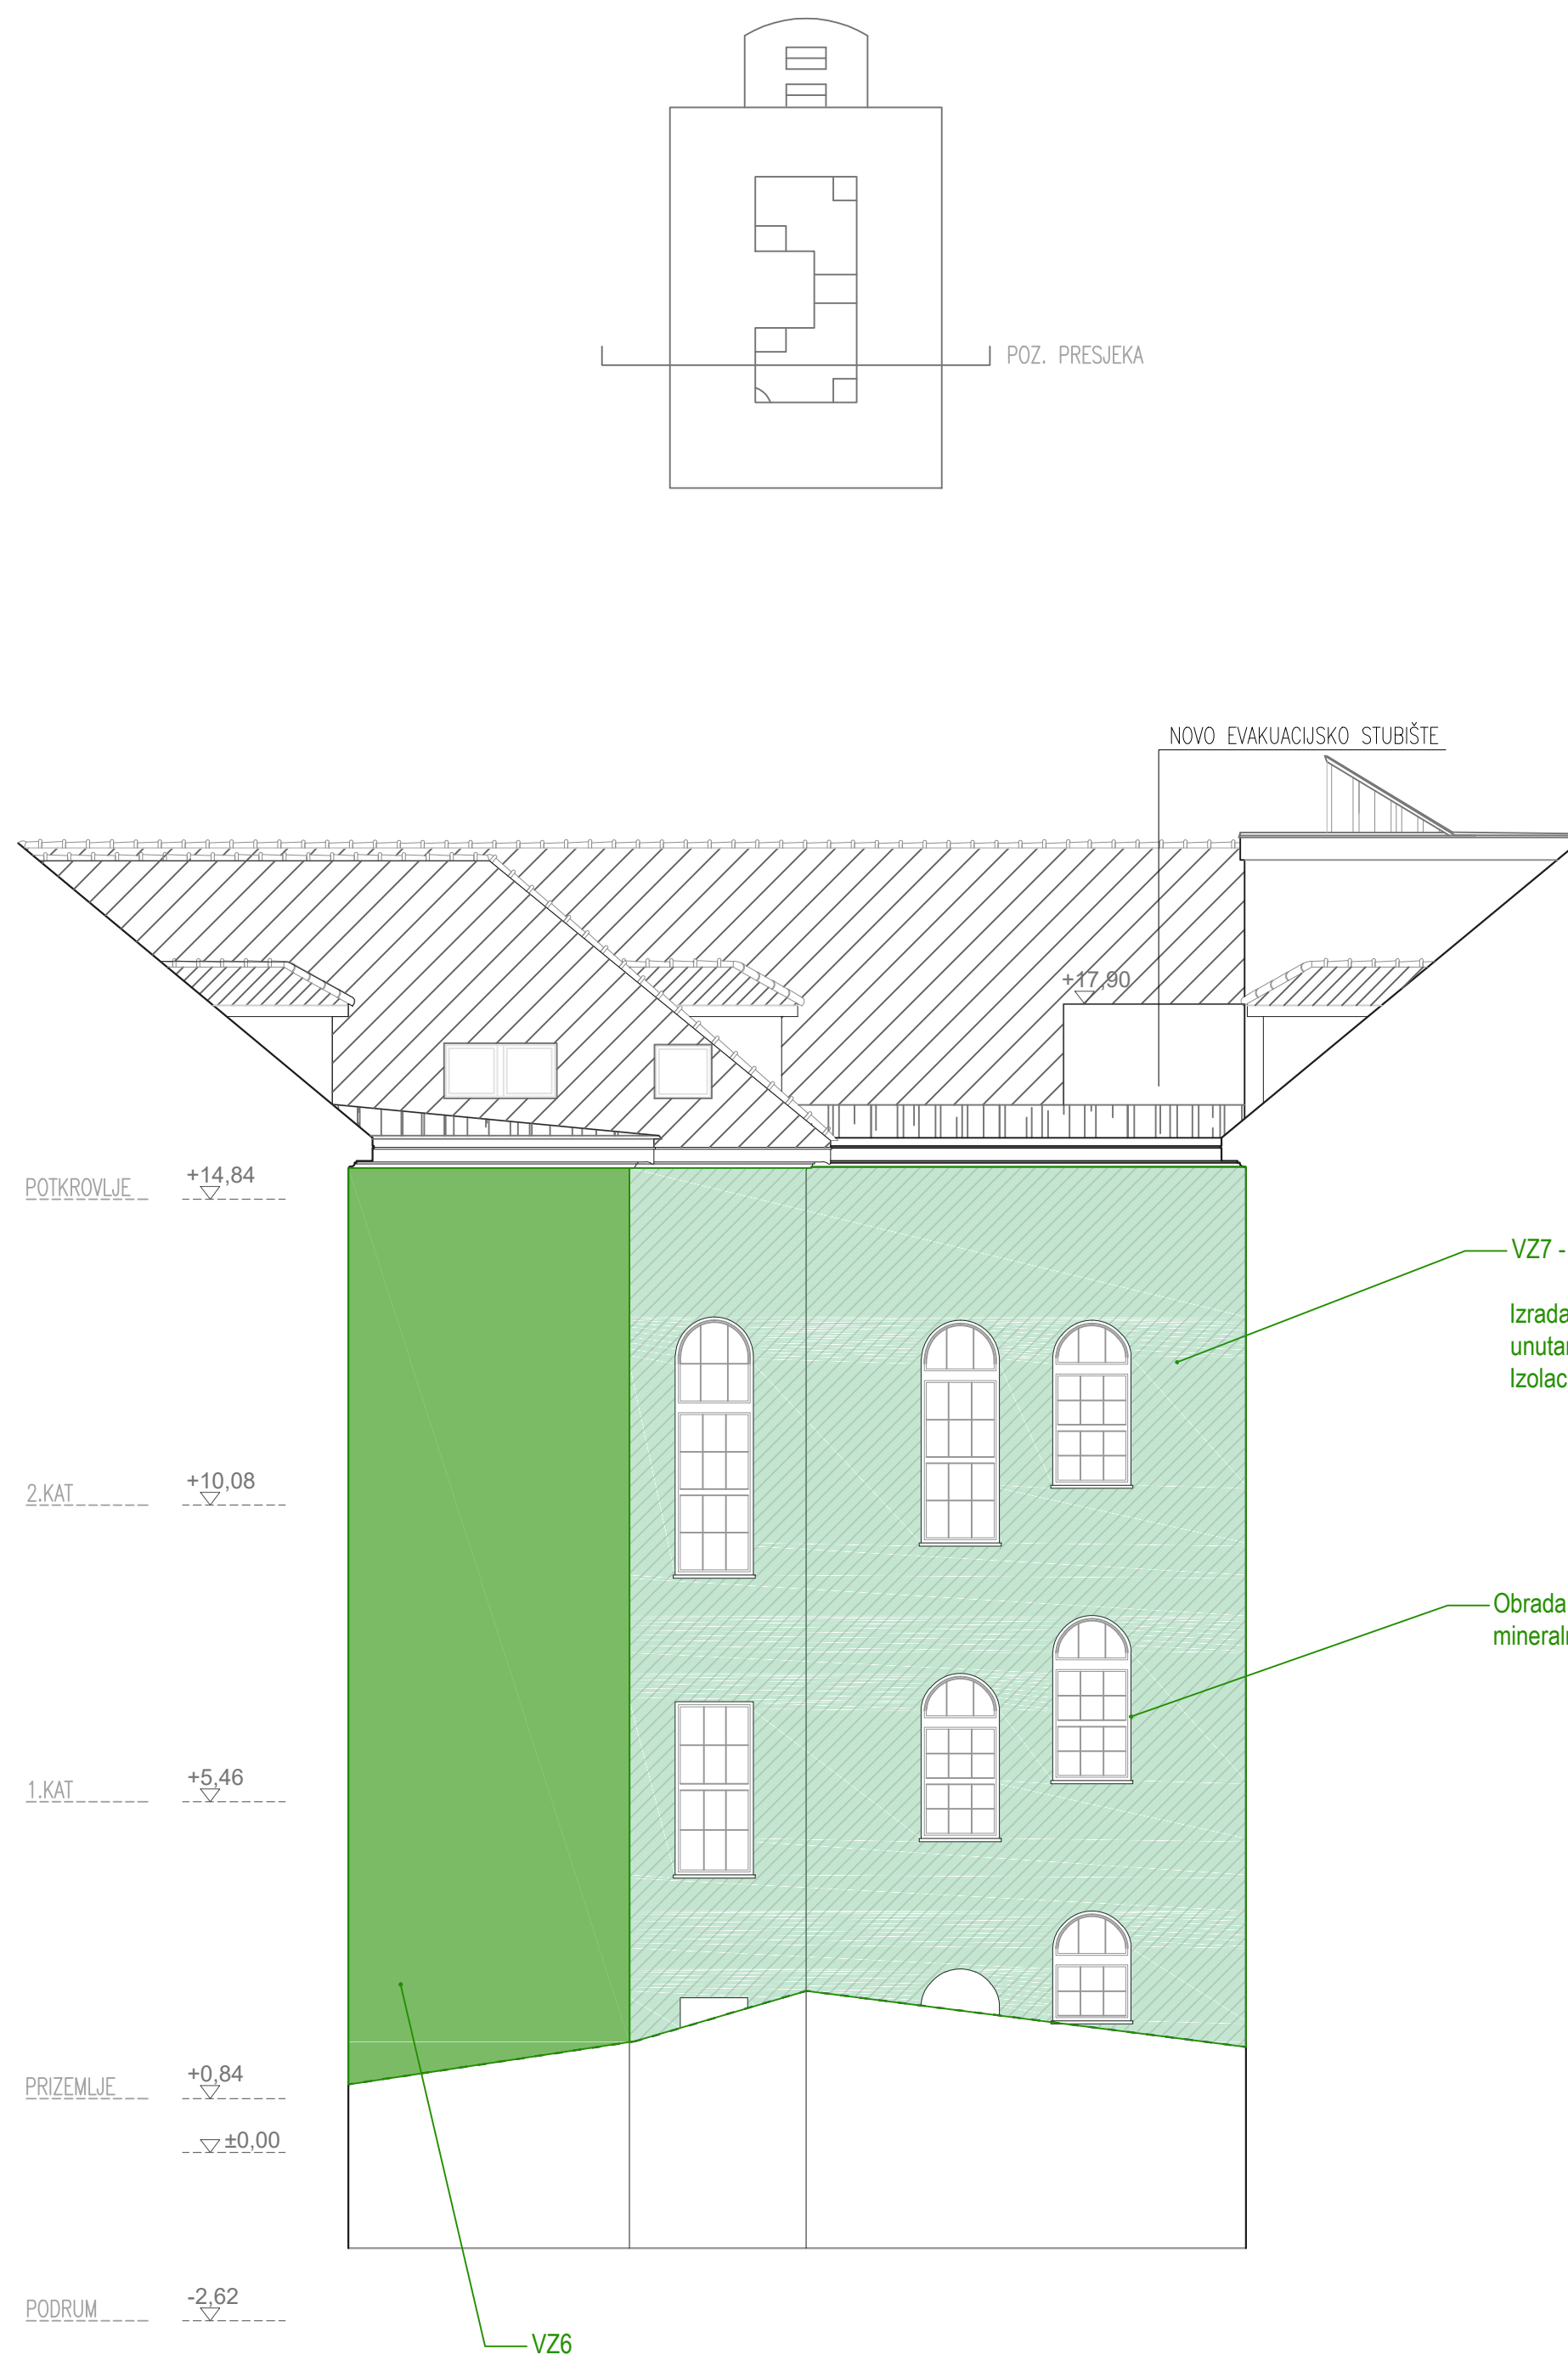 POZ. PRESJEKA
NOVO EVAKUACIJSKO STUBIŠTE
+17,90
POTKROVLJE +14,84
VZ7 -
Izrada
unutar
Izolac
2.KAT +10,08
Obrada
mineraln
1.KAT +5,46
PRIZEMLJE +0,84
±0,00
PODRUM -2,62
VZ6